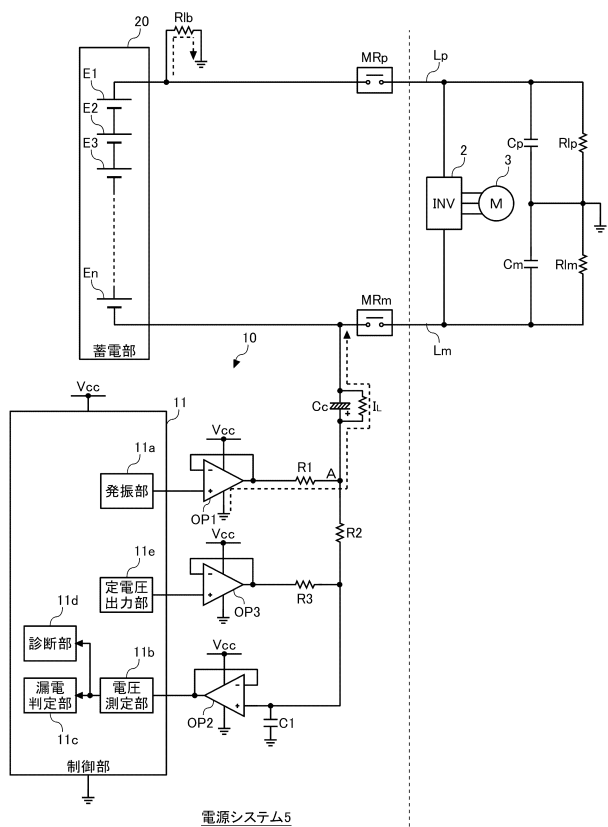 20
Rlb
E1
E2
E3
En
蓄電部
MRp
Lp
2
3
INV
M
Cp
Rlp
Cm
Rlm
MRm
Lm
10
Vcc
11
Cc
+
IL
11a
発振部
Vcc
-
+
OP1
R1
A
R2
11e
定電圧
出力部
Vcc
-
+
OP3
R3
11d
診断部
11b
電圧
測定部
漏電
判定部
11c
Vcc
-
+
OP2
C1
制御部
電源システム5